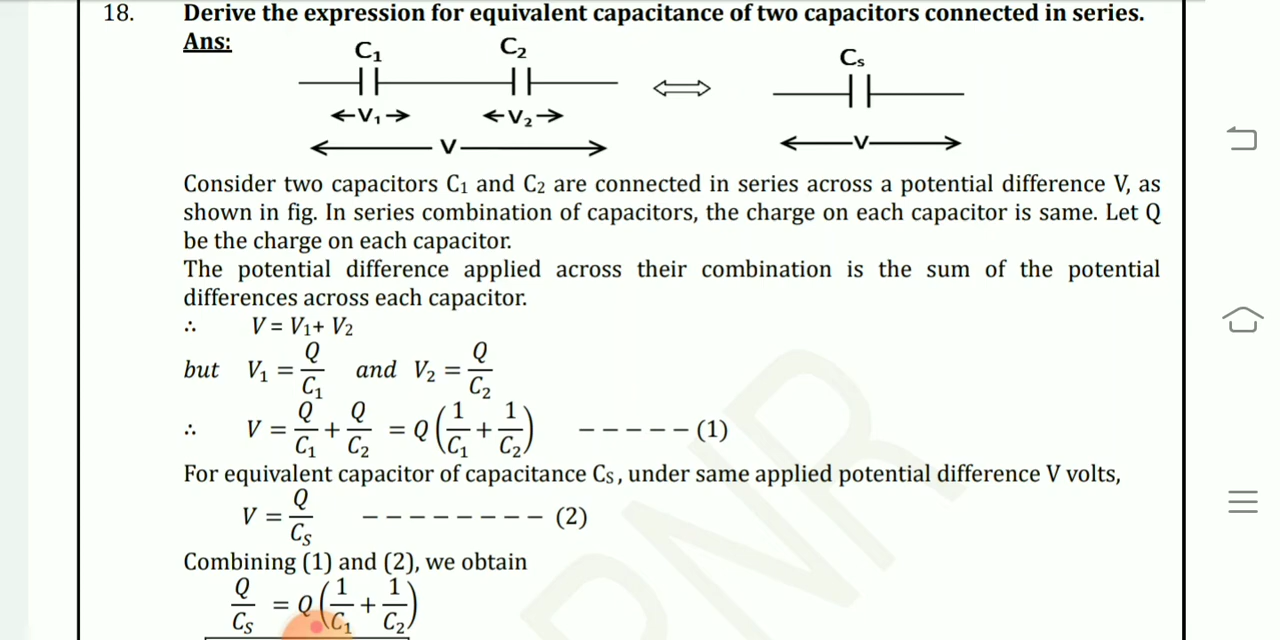 18. Derive the expression for equivalent capacitance of two capacitors connected in series.
Ans:
C₁ C₂ Cs
←V₁→ ←V₂→
V V
Consider two capacitors C₁ and C₂ are connected in series across a potential difference V, as
shown in fig. In series combination of capacitors, the charge on each capacitor is same. Let Q
be the charge on each capacitor.
The potential difference applied across their combination is the sum of the potential
differences across each capacitor.
∴ V = V₁+ V₂
but V₁ = Q/C₁ and V₂ = Q/C₂
∴ V = Q/C₁ + Q/C₂ = Q(1/C₁ + 1/C₂) – – – – – (1)
For equivalent capacitor of capacitance Cs, under same applied potential difference V volts,
V = Q/Cs – – – – – – – – (2)
Combining (1) and (2), we obtain
Q/Cs = Q(1/C₁ + 1/C₂)
PNR